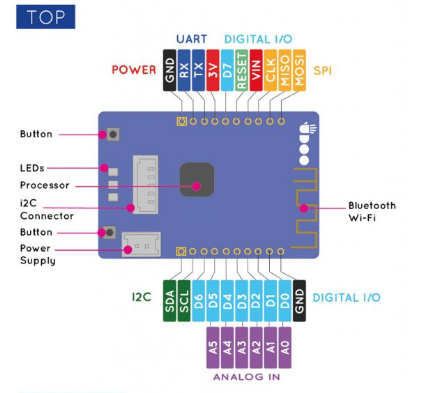 TOP
UART DIGITAL I/O
POWER GND RX TX 3V D7 RESET VIN CLK MISO MOSI SPI
UDOO
Button
LEDs
Processor
i2C
Connector
Bluetooth
Wi-Fi
Button
Power
Supply
I2C SDA SCL D6 D5 D4 D3 D2 D1 D0 GND DIGITAL I/O
A5 A4 A3 A2 A1 A0
ANALOG IN